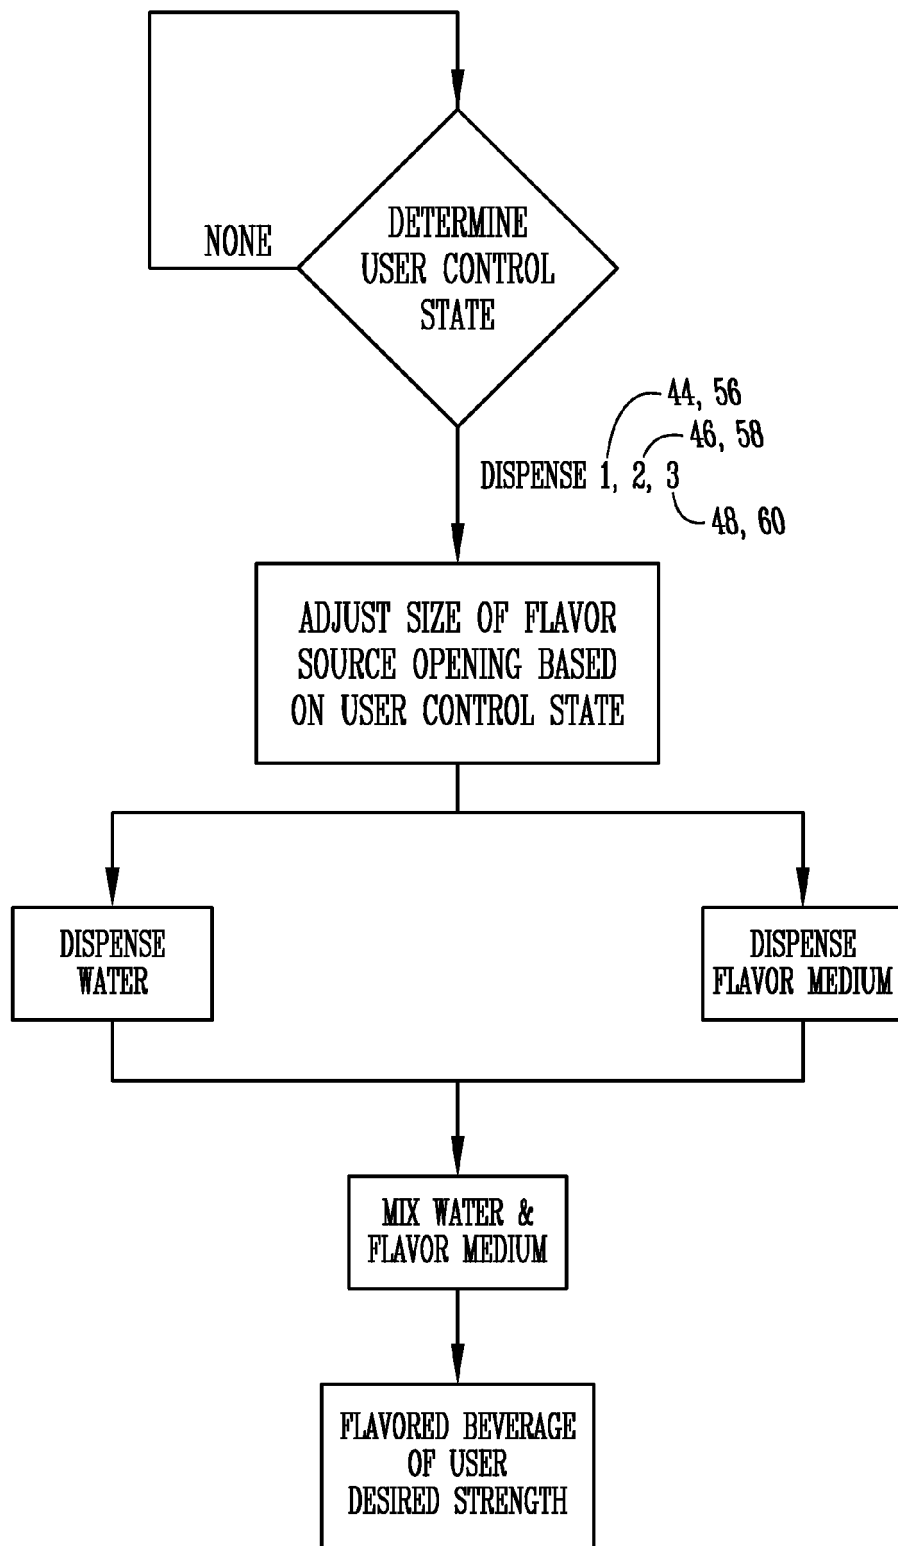 DETERMINE
USER CONTROL
STATE
NONE
44, 56
46, 58
DISPENSE 1, 2, 3
48, 60
ADJUST SIZE OF FLAVOR
SOURCE OPENING BASED
ON USER CONTROL STATE
DISPENSE
WATER
DISPENSE
FLAVOR MEDIUM
MIX WATER &
FLAVOR MEDIUM
FLAVORED BEVERAGE
OF USER
DESIRED STRENGTH